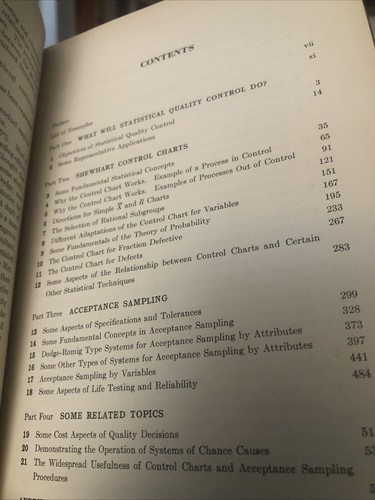 CONTENTS
Preface vii
List of Examples xi
Part One WHAT WILL STATISTICAL QUALITY CONTROL DO?
1 Objectives of Statistical Quality Control 3
2 Some Representative Applications 14
Part Two SHEWHART CONTROL CHARTS
3 Some Fundamental Statistical Concepts 35
4 Why the Control Chart Works. Example of a Process in Control 65
5 Why the Control Chart Works. Examples of Processes Out of Control 91
6 Directions for Simple X̄ and R Charts 121
7 The Selection of Rational Subgroups 151
8 Different Adaptations of the Control Chart for Variables 167
9 Some Fundamentals of the Theory of Probability 195
10 The Control Chart for Fraction Defective 233
11 The Control Chart for Defects 267
12 Some Aspects of the Relationship between Control Charts and Certain
Other Statistical Techniques 283
Part Three ACCEPTANCE SAMPLING
13 Some Aspects of Specifications and Tolerances 299
14 Some Fundamental Concepts in Acceptance Sampling 328
15 Dodge-Romig Type Systems for Acceptance Sampling by Attributes 373
16 Some Other Types of Systems for Acceptance Sampling by Attributes 397
17 Acceptance Sampling by Variables 441
18 Some Aspects of Life Testing and Reliability 484
Part Four SOME RELATED TOPICS
19 Some Cost Aspects of Quality Decisions 51
20 Demonstrating the Operation of Systems of Chance Causes
21 The Widespread Usefulness of Control Charts and Acceptance Sampling
Procedures